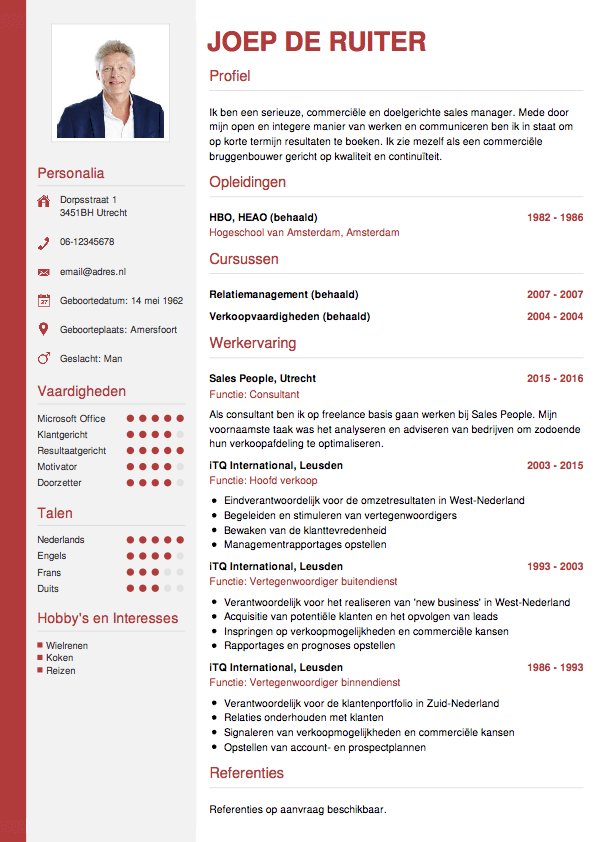 JOEP DE RUITER
Profiel
Ik ben een serieuze, commerciële en doelgerichte sales manager. Mede door
mijn open en integere manier van werken en communiceren ben ik in staat om
op korte termijn resultaten te boeken. Ik zie mezelf als een commerciële
bruggenbouwer gericht op kwaliteit en continuïteit.
Opleidingen
HBO, HEAO (behaald) 1982 - 1986
Hogeschool van Amsterdam, Amsterdam
Cursussen
Relatiemanagement (behaald) 2007 - 2007
Verkoopvaardigheden (behaald) 2004 - 2004
Werkervaring
Sales People, Utrecht 2015 - 2016
Functie: Consultant
Als consultant ben ik op freelance basis gaan werken bij Sales People. Mijn
voornaamste taak was het analyseren en adviseren van bedrijven om zodoende
hun verkoopafdeling te optimaliseren.
iTQ International, Leusden 2003 - 2015
Functie: Hoofd verkoop
Eindverantwoordelijk voor de omzetresultaten in West-Nederland
Begeleiden en stimuleren van vertegenwoordigers
Bewaken van de klanttevredenheid
Managementrapportages opstellen
iTQ International, Leusden 1993 - 2003
Functie: Vertegenwoordiger buitendienst
Verantwoordelijk voor het realiseren van 'new business' in West-Nederland
Acquisitie van potentiële klanten en het opvolgen van leads
Inspringen op verkoopmogelijkheden en commerciële kansen
Rapportages en prognoses opstellen
iTQ International, Leusden 1986 - 1993
Functie: Vertegenwoordiger binnendienst
Verantwoordelijk voor de klantenportfolio in Zuid-Nederland
Relaties onderhouden met klanten
Signaleren van verkoopmogelijkheden en commerciële kansen
Opstellen van account- en prospectplannen
Referenties
Referenties op aanvraag beschikbaar.
Personalia
Dorpsstraat 1
3451BH Utrecht
06-12345678
email@adres.nl
27
Geboortedatum: 14 mei 1962
Geboorteplaats: Amersfoort
Geslacht: Man
Vaardigheden
Microsoft Office
Klantgericht
Resultaatgericht
Motivator
Doorzetter
Talen
Nederlands
Engels
Frans
Duits
Hobby's en Interesses
Wielrenen
Koken
Reizen